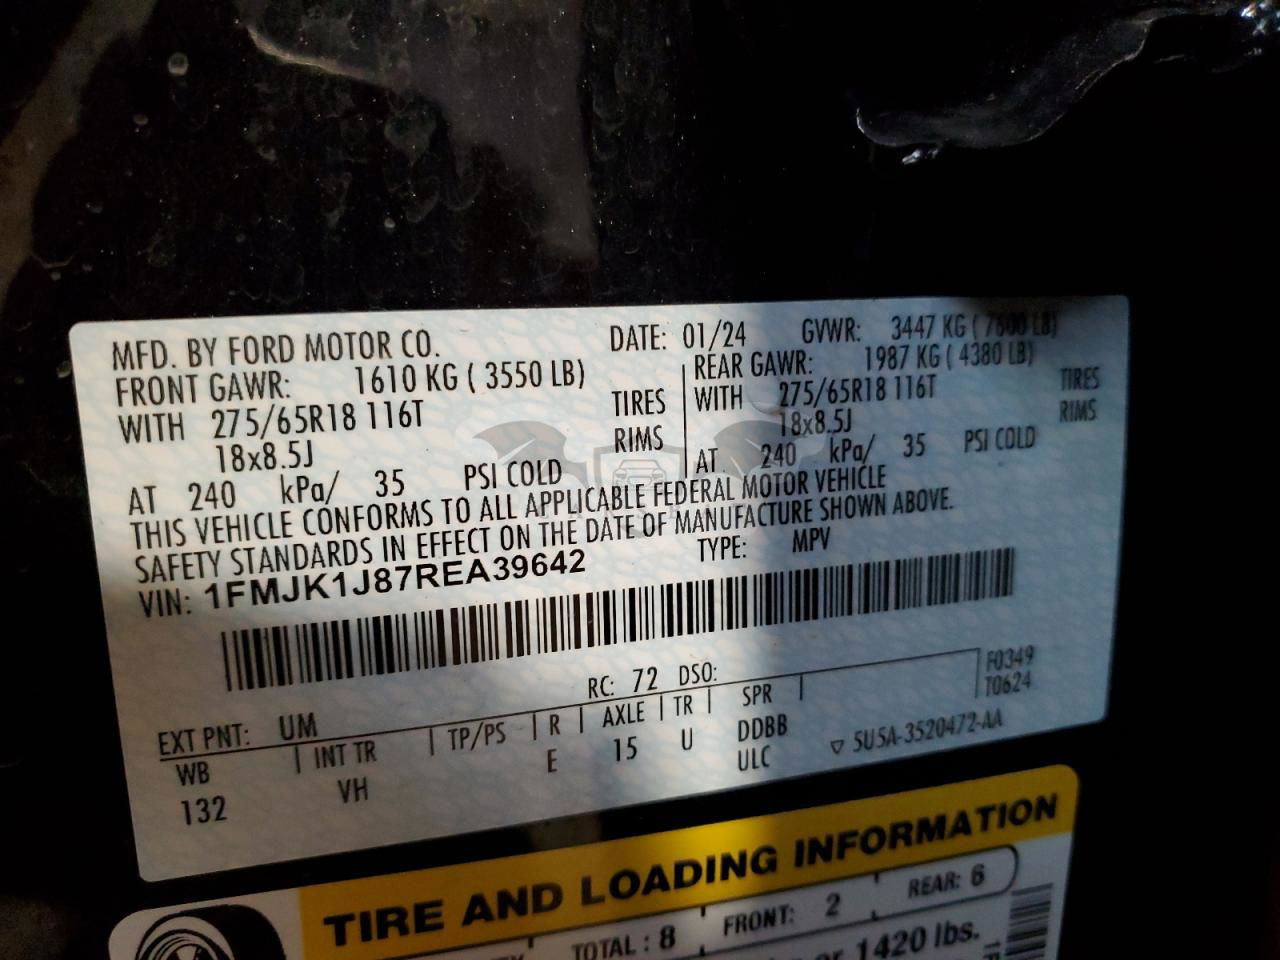 MFD. BY FORD MOTOR CO. DATE: 01/24 GVWR: 3447 KG ( 7600 LB)
FRONT GAWR: 1610 KG ( 3550 LB) REAR GAWR: 1987 KG ( 4380 LB)
WITH 275/65R18 116T TIRES WITH 275/65R18 116T TIRES
18x8.5J RIMS 18x8.5J RIMS
AT 240 kPa/ 35 PSI COLD AT 240 kPa/ 35 PSI COLD
THIS VEHICLE CONFORMS TO ALL APPLICABLE FEDERAL MOTOR VEHICLE
SAFETY STANDARDS IN EFFECT ON THE DATE OF MANUFACTURE SHOWN ABOVE.
VIN: 1FMJK1J87REA39642 TYPE: MPV
RC: 72 DSO: F0349
T0624
EXT PNT: UM
WB INT TR TP/PS R AXLE TR SPR
132 VH E 15 U DDBB
ULC
5U5A-3520472-AA
TIRE AND LOADING INFORMATION
TOTAL : 8 FRONT: 2 REAR: 6
or 1420 lbs.